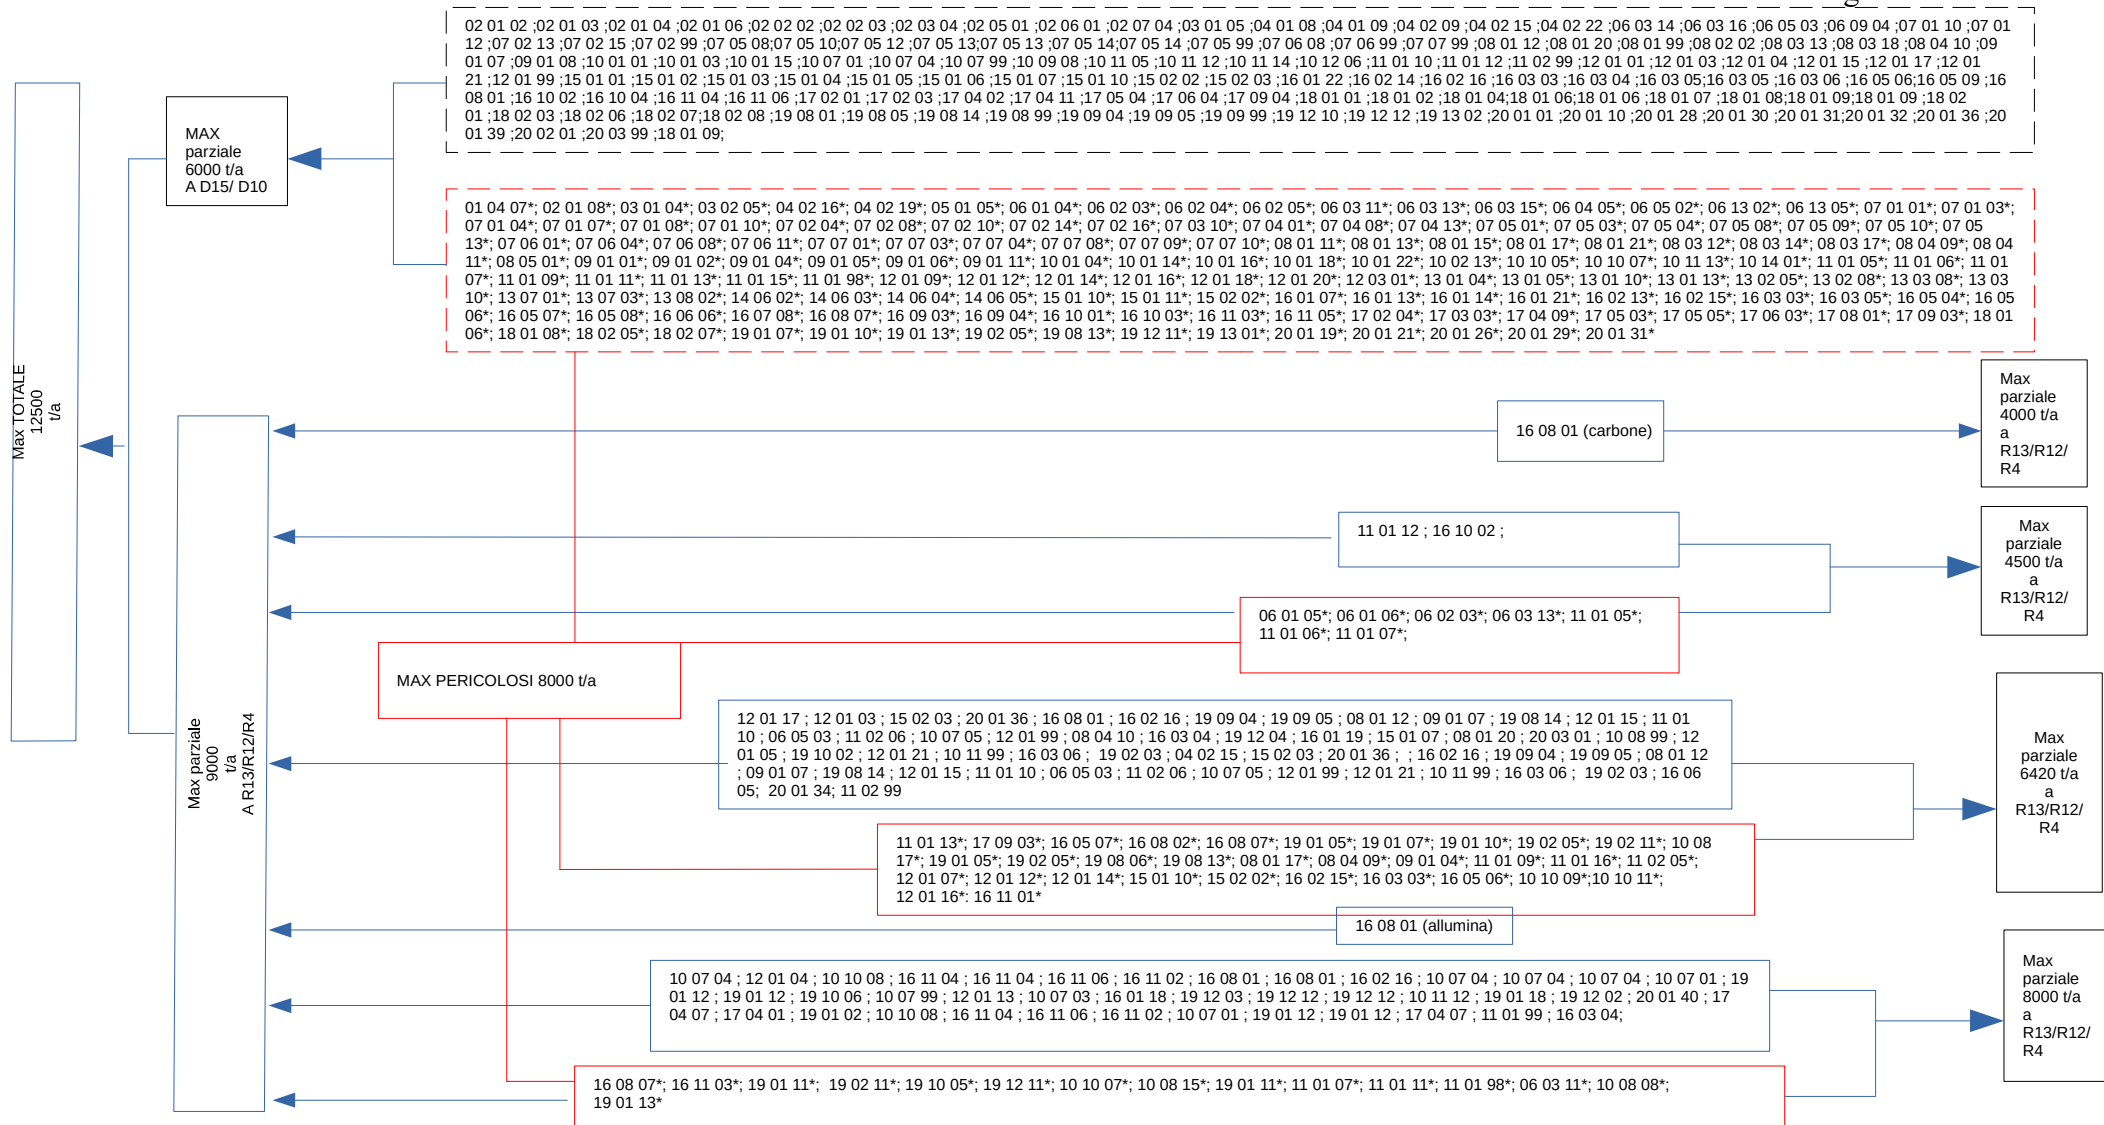 02 01 02 ;02 01 03 ;02 01 04 ;02 01 06 ;02 02 02 ;02 02 03 ;02 03 04 ;02 05 01 ;02 06 01 ;02 07 04 ;03 01 05 ;04 01 08 ;04 01 09 ;04 02 09 ;04 02 15 ;04 02 22 ;06 03 14 ;06 03 16 ;06 05 03 ;06 09 04 ;07 01 10 ;07 01
12 ;07 02 13 ;07 02 15 ;07 02 99 ;07 05 08;07 05 10;07 05 12 ;07 05 13;07 05 13 ;07 05 14;07 05 14 ;07 05 99 ;07 06 08 ;07 06 99 ;07 07 99 ;08 01 12 ;08 01 20 ;08 01 99 ;08 02 02 ;08 03 13 ;08 03 18 ;08 04 10 ;09
01 07 ;09 01 08 ;10 01 01 ;10 01 03 ;10 01 15 ;10 07 01 ;10 07 04 ;10 07 99 ;10 09 08 ;10 11 05 ;10 11 12 ;10 11 14 ;10 12 06 ;11 01 10 ;11 01 12 ;11 02 99 ;12 01 01 ;12 01 03 ;12 01 04 ;12 01 15 ;12 01 17 ;12 01
21 ;12 01 99 ;15 01 01 ;15 01 02 ;15 01 03 ;15 01 04 ;15 01 05 ;15 01 06 ;15 01 07 ;15 01 10 ;15 02 02 ;15 02 03 ;16 01 22 ;16 02 14 ;16 02 16 ;16 03 03 ;16 03 04 ;16 03 05;16 03 05 ;16 03 06 ;16 05 06;16 05 09 ;16
08 01 ;16 10 02 ;16 10 04 ;16 11 04 ;16 11 06 ;17 02 01 ;17 02 03 ;17 04 02 ;17 04 11 ;17 05 04 ;17 06 04 ;17 09 04 ;18 01 01 ;18 01 02 ;18 01 04;18 01 06;18 01 06 ;18 01 07 ;18 01 08;18 01 09;18 01 09 ;18 02
01 ;18 02 03 ;18 02 06 ;18 02 07;18 02 08 ;19 08 01 ;19 08 05 ;19 08 14 ;19 08 99 ;19 09 04 ;19 09 05 ;19 09 99 ;19 12 10 ;19 12 12 ;19 13 02 ;20 01 01 ;20 01 10 ;20 01 28 ;20 01 30 ;20 01 31;20 01 32 ;20 01 36 ;20
01 39 ;20 02 01 ;20 03 99 ;18 01 09;
MAX
parziale
6000 t/a
A D15/ D10
01 04 07*; 02 01 08*; 03 01 04*; 03 02 05*; 04 02 16*; 04 02 19*; 05 01 05*; 06 01 04*; 06 02 03*; 06 02 04*; 06 02 05*; 06 03 11*; 06 03 13*; 06 03 15*; 06 04 05*; 06 05 02*; 06 13 02*; 06 13 05*; 07 01 01*; 07 01 03*;
07 01 04*; 07 01 07*; 07 01 08*; 07 01 10*; 07 02 04*; 07 02 08*; 07 02 10*; 07 02 14*; 07 02 16*; 07 03 10*; 07 04 01*; 07 04 08*; 07 04 13*; 07 05 01*; 07 05 03*; 07 05 04*; 07 05 08*; 07 05 09*; 07 05 10*; 07 05
13*; 07 06 01*; 07 06 04*; 07 06 08*; 07 06 11*; 07 07 01*; 07 07 03*; 07 07 04*; 07 07 08*; 07 07 09*; 07 07 10*; 08 01 11*; 08 01 13*; 08 01 15*; 08 01 17*; 08 01 21*; 08 03 12*; 08 03 14*; 08 03 17*; 08 04 09*; 08 04
11*; 08 05 01*; 09 01 01*; 09 01 02*; 09 01 04*; 09 01 05*; 09 01 06*; 09 01 11*; 10 01 04*; 10 01 14*; 10 01 16*; 10 01 18*; 10 01 22*; 10 02 13*; 10 10 05*; 10 10 07*; 10 11 13*; 10 14 01*; 11 01 05*; 11 01 06*; 11 01
07*; 11 01 09*; 11 01 11*; 11 01 13*; 11 01 15*; 11 01 98*; 12 01 09*; 12 01 12*; 12 01 14*; 12 01 16*; 12 01 18*; 12 01 20*; 12 03 01*; 13 01 04*; 13 01 05*; 13 01 10*; 13 01 13*; 13 02 05*; 13 02 08*; 13 03 08*; 13 03
10*; 13 07 01*; 13 07 03*; 13 08 02*; 14 06 02*; 14 06 03*; 14 06 04*; 14 06 05*; 15 01 10*; 15 01 11*; 15 02 02*; 16 01 07*; 16 01 13*; 16 01 14*; 16 01 21*; 16 02 13*; 16 02 15*; 16 03 03*; 16 03 05*; 16 05 04*; 16 05
06*; 16 05 07*; 16 05 08*; 16 06 06*; 16 07 08*; 16 08 07*; 16 09 03*; 16 09 04*; 16 10 01*; 16 10 03*; 16 11 03*; 16 11 05*; 17 02 04*; 17 03 03*; 17 04 09*; 17 05 03*; 17 05 05*; 17 06 03*; 17 08 01*; 17 09 03*; 18 01
06*; 18 01 08*; 18 02 05*; 18 02 07*; 19 01 07*; 19 01 10*; 19 01 13*; 19 02 05*; 19 08 13*; 19 12 11*; 19 13 01*; 20 01 19*; 20 01 21*; 20 01 26*; 20 01 29*; 20 01 31*
Max TOTALE
12500
t/a
Max
parziale
4000 t/a
a
R13/R12/
R4
16 08 01 (carbone)
11 01 12 ; 16 10 02 ;
Max
parziale
4500 t/a
a
R13/R12/
R4
06 01 05*; 06 01 06*; 06 02 03*; 06 03 13*; 11 01 05*;
11 01 06*; 11 01 07*;
MAX PERICOLOSI 8000 t/a
Max parziale
9000
t/a
A R13/R12/R4
12 01 17 ; 12 01 03 ; 15 02 03 ; 20 01 36 ; 16 08 01 ; 16 02 16 ; 19 09 04 ; 19 09 05 ; 08 01 12 ; 09 01 07 ; 19 08 14 ; 12 01 15 ; 11 01
10 ; 06 05 03 ; 11 02 06 ; 10 07 05 ; 12 01 99 ; 08 04 10 ; 16 03 04 ; 19 12 04 ; 16 01 19 ; 15 01 07 ; 08 01 20 ; 20 03 01 ; 10 08 99 ; 12
01 05 ; 19 10 02 ; 12 01 21 ; 10 11 99 ; 16 03 06 ; 19 02 03 ; 04 02 15 ; 15 02 03 ; 20 01 36 ; ; 16 02 16 ; 19 09 04 ; 19 09 05 ; 08 01 12
; 09 01 07 ; 19 08 14 ; 12 01 15 ; 11 01 10 ; 06 05 03 ; 11 02 06 ; 10 07 05 ; 12 01 99 ; 12 01 21 ; 10 11 99 ; 16 03 06 ; 19 02 03 ; 16 06
05; 20 01 34; 11 02 99
Max
parziale
6420 t/a
a
R13/R12/
R4
11 01 13*; 17 09 03*; 16 05 07*; 16 08 02*; 16 08 07*; 19 01 05*; 19 01 07*; 19 01 10*; 19 02 05*; 19 02 11*; 10 08
17*; 19 01 05*; 19 02 05*; 19 08 06*; 19 08 13*; 08 01 17*; 08 04 09*; 09 01 04*; 11 01 09*; 11 01 16*; 11 02 05*;
12 01 07*; 12 01 12*; 12 01 14*; 15 01 10*; 15 02 02*; 16 02 15*; 16 03 03*; 16 05 06*; 10 10 09*;10 10 11*;
12 01 16*: 16 11 01*
16 08 01 (allumina)
10 07 04 ; 12 01 04 ; 10 10 08 ; 16 11 04 ; 16 11 04 ; 16 11 06 ; 16 11 02 ; 16 08 01 ; 16 08 01 ; 16 02 16 ; 10 07 04 ; 10 07 04 ; 10 07 04 ; 10 07 01 ; 19
01 12 ; 19 01 12 ; 19 10 06 ; 10 07 99 ; 12 01 13 ; 10 07 03 ; 16 01 18 ; 19 12 03 ; 19 12 12 ; 19 12 12 ; 10 11 12 ; 19 01 18 ; 19 12 02 ; 20 01 40 ; 17
04 07 ; 17 04 01 ; 19 01 02 ; 10 10 08 ; 16 11 04 ; 16 11 06 ; 16 11 02 ; 10 07 01 ; 19 01 12 ; 19 01 12 ; 17 04 07 ; 11 01 99 ; 16 03 04;
Max
parziale
8000 t/a
a
R13/R12/
R4
16 08 07*; 16 11 03*; 19 01 11*; 19 02 11*; 19 10 05*; 19 12 11*; 10 10 07*; 10 08 15*; 19 01 11*; 11 01 07*; 11 01 11*; 11 01 98*; 06 03 11*; 10 08 08*;
19 01 13*